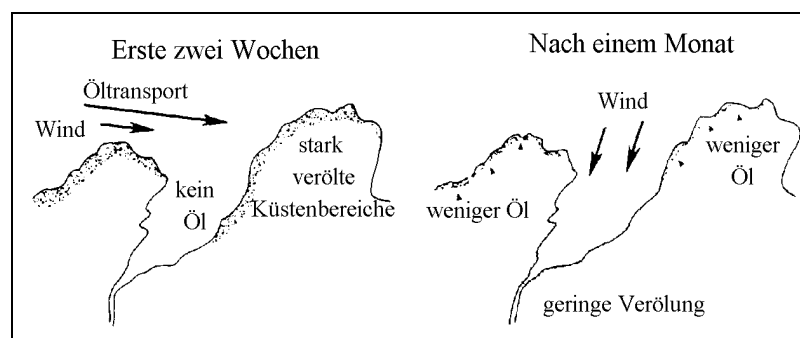 Erste zwei Wochen
Öltransport
Wind
kein
Öl
stark
verölte
Küstenbereiche
Nach einem Monat
Wind
weniger
Öl
weniger Öl
geringe Verölung